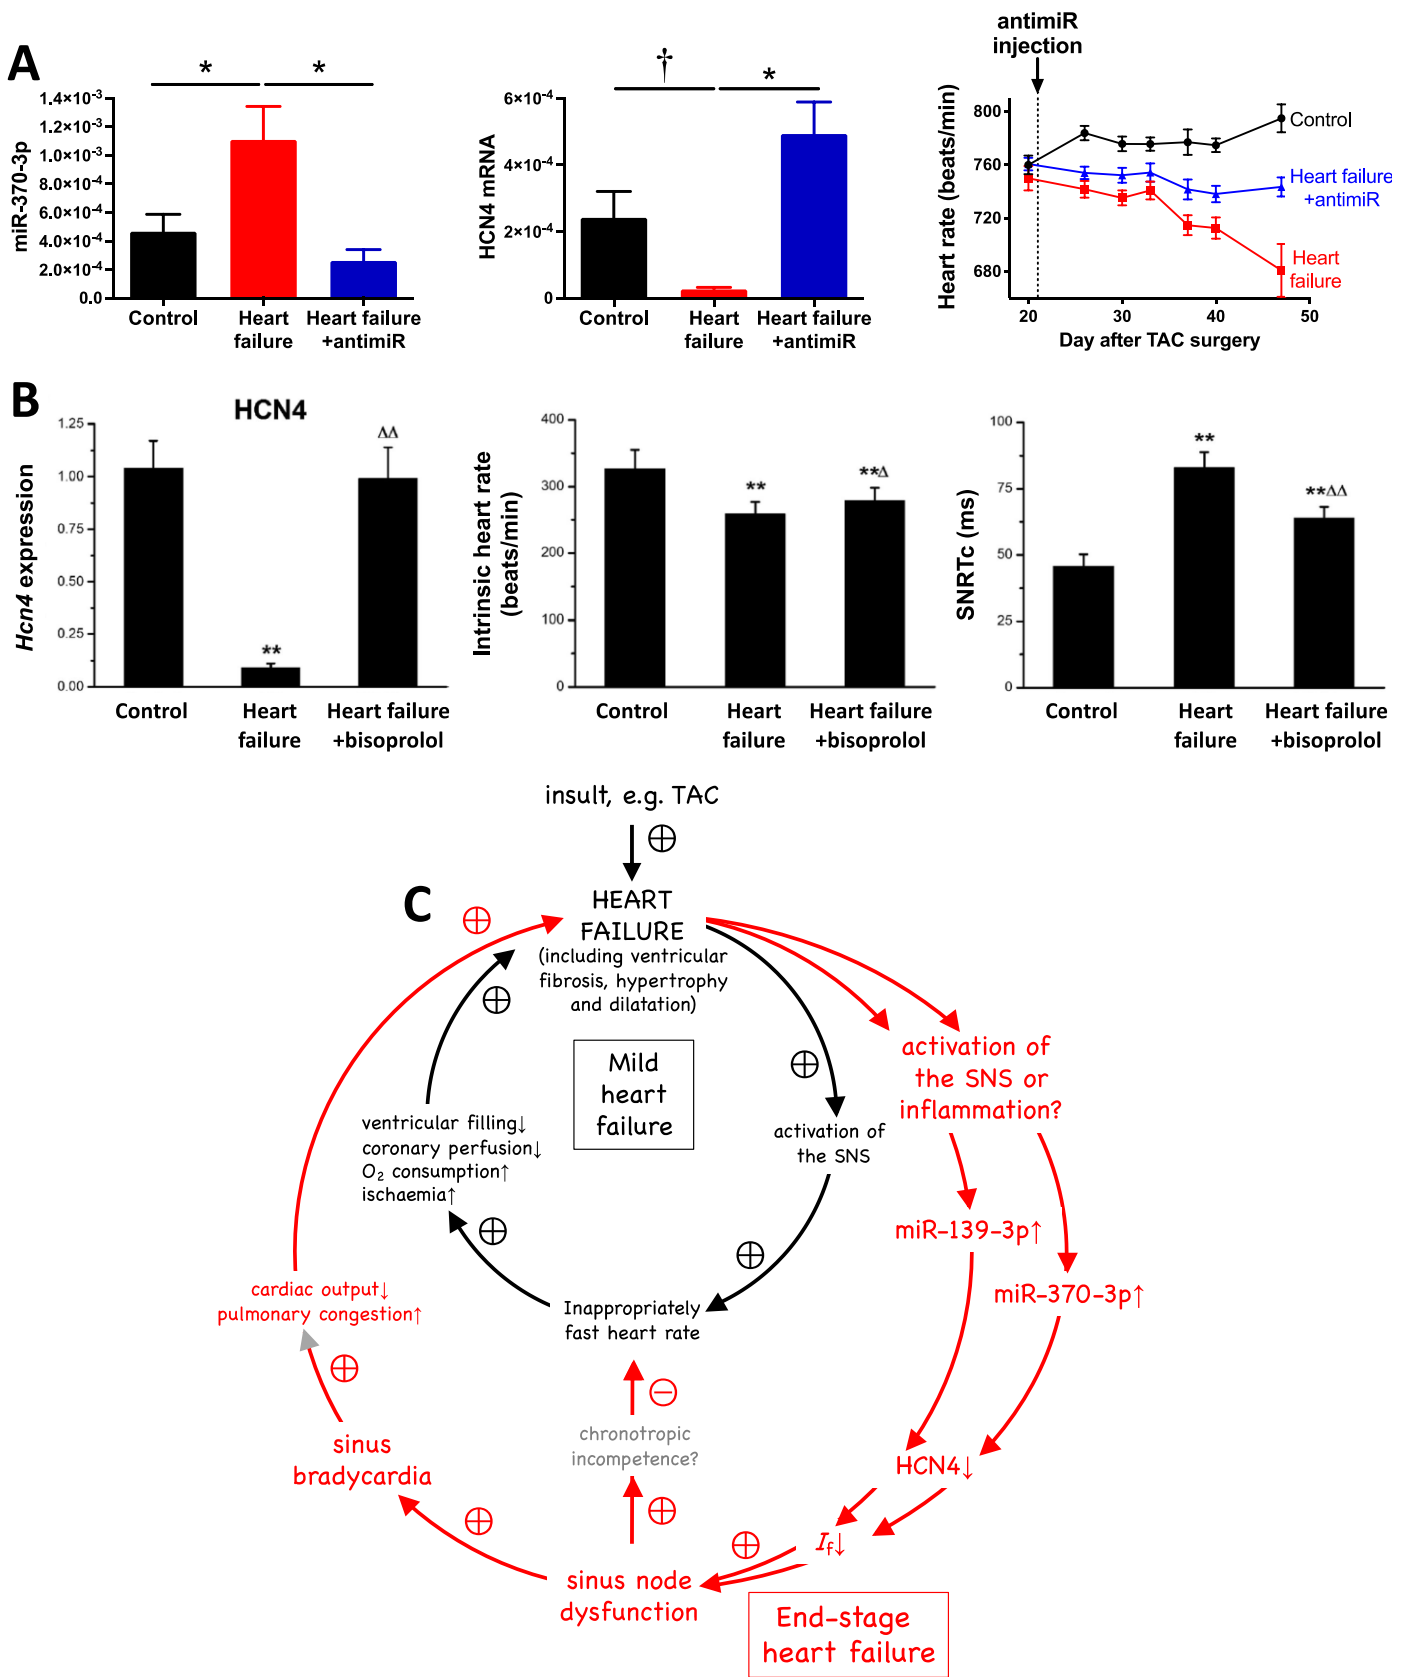 A
miR-370-3p
1.4×10⁻³
1.2×10⁻³
1.0×10⁻³
8.0×10⁻⁴
6.0×10⁻⁴
4.0×10⁻⁴
2.0×10⁻⁴
0.0
*
*
Control
Heart
failure
Heart failure
+antimiR
HCN4 mRNA
6×10⁻⁴
4×10⁻⁴
2×10⁻⁴
0
†
*
Control
Heart
failure
Heart failure
+antimiR
antimiR
injection
Heart rate (beats/min)
800
760
720
680
Control
Heart failure
+antimiR
Heart
failure
20
30
40
50
Day after TAC surgery
B
HCN4
Hcn4 expression
1.25
1.00
0.75
0.50
0.25
0.00
**
ΔΔ
Control
Heart
failure
Heart failure
+bisoprolol
Intrinsic heart rate
(beats/min)
400
300
200
100
0
**
**Δ
Control
Heart
failure
Heart failure
+bisoprolol
SNRTc (ms)
100
75
50
25
0
**
**ΔΔ
Control
Heart
failure
Heart failure
+bisoprolol
C
insult, e.g. TAC
HEART
FAILURE
(including ventricular
fibrosis, hypertrophy
and dilatation)
Mild
heart
failure
activation of
the SNS or
inflammation?
activation of
the SNS
ventricular filling↓
coronary perfusion↓
O₂ consumption↑
ischaemia↑
miR-139-3p↑
miR-370-3p↑
cardiac output↓
pulmonary congestion↑
Inappropriately
fast heart rate
chronotropic
incompetence?
sinus
bradycardia
HCN4↓
If↓
sinus node
dysfunction
End-stage
heart failure